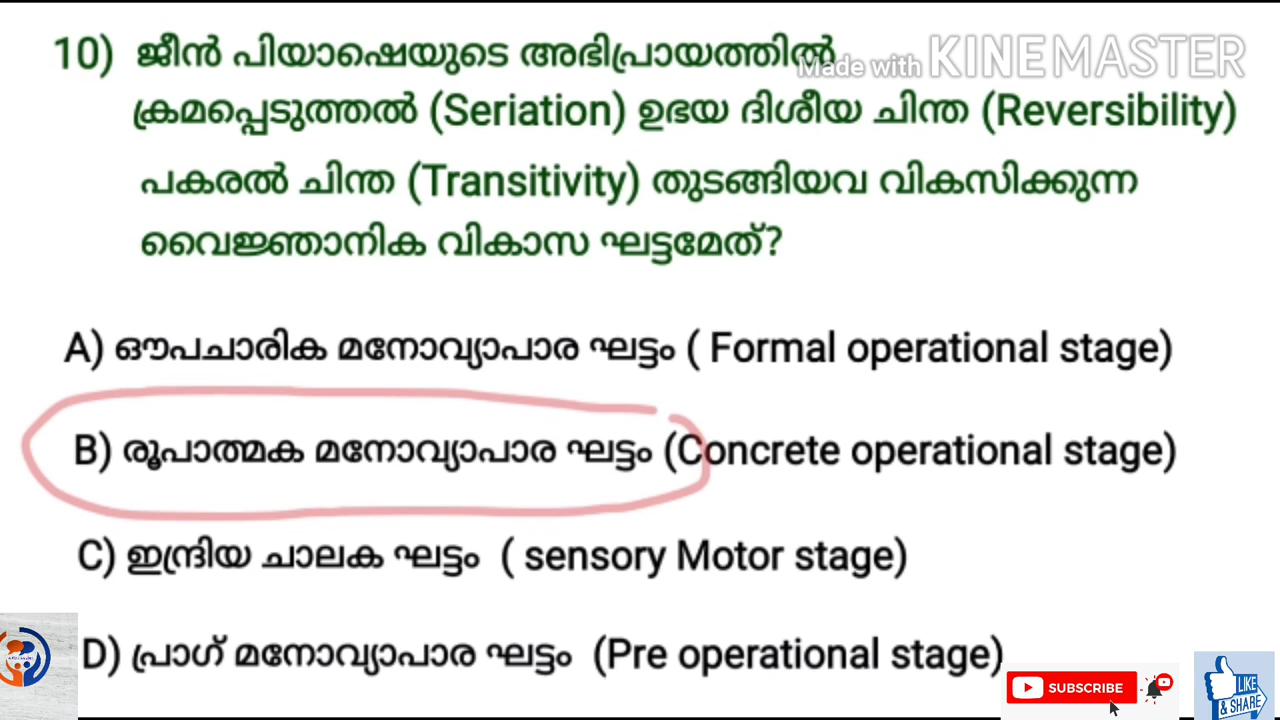 10) ജീൻ പിയാഷെയുടെ അഭിപ്രായത്തിൽ
Made with KINEMASTER
ക്രമപ്പെടുത്തൽ (Seriation) ഉഭയ ദിശീയ ചിന്ത (Reversibility)
പകരൽ ചിന്ത (Transitivity) തുടങ്ങിയവ വികസിക്കുന്ന
വൈജ്ഞാനിക വികാസ ഘട്ടമേത്?
A) ഔപചാരിക മനോവ്യാപാര ഘട്ടം ( Formal operational stage)
B) രൂപാത്മക മനോവ്യാപാര ഘട്ടം (Concrete operational stage)
C) ഇന്ദ്രിയ ചാലക ഘട്ടം ( sensory Motor stage)
D) പ്രാഗ് മനോവ്യാപാര ഘട്ടം (Pre operational stage)
SUBSCRIBE
LIKE
& SHARE